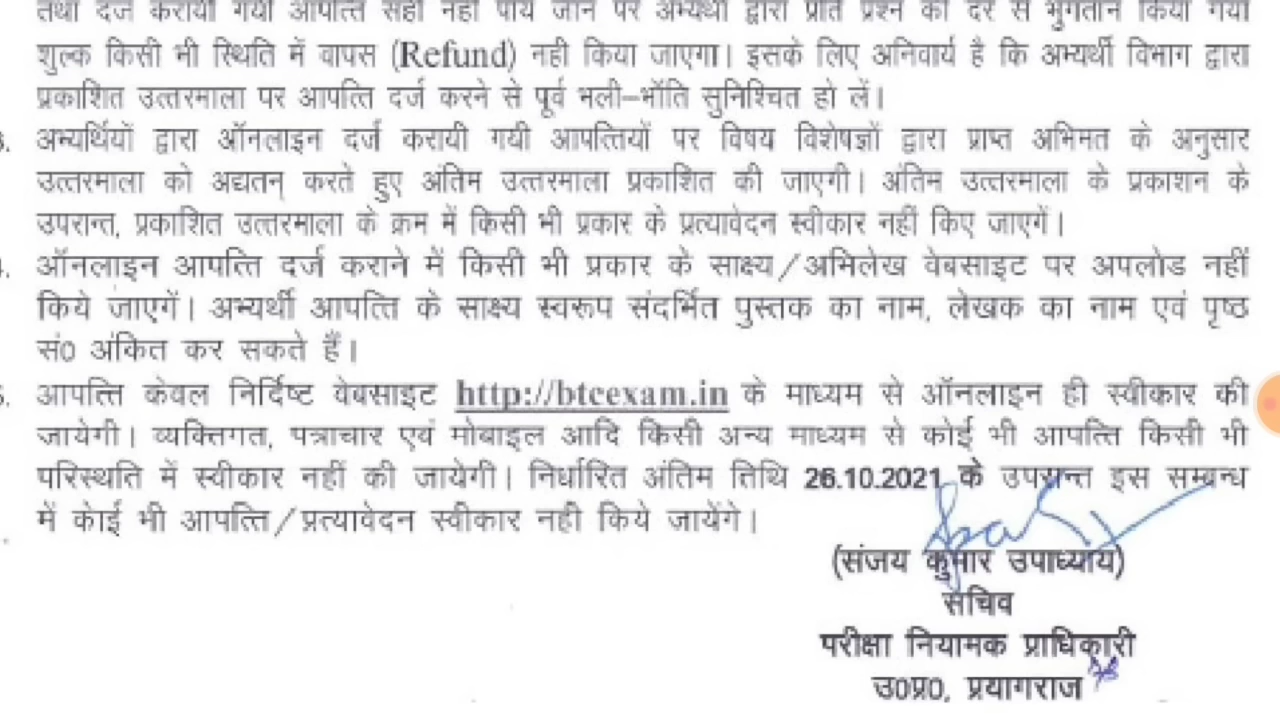 तथा दर्ज करायी गयी आपत्ति सही नहीं पाये जाने पर अभ्यर्थी द्वारा प्रति प्रश्न की दर से भुगतान किया गया
शुल्क किसी भी स्थिति में वापस (Refund) नही किया जाएगा। इसके लिए अनिवार्य है कि अभ्यर्थी विभाग द्वारा
प्रकाशित उत्तरमाला पर आपत्ति दर्ज करने से पूर्व भली–भॉति सुनिश्चित हो लें।
अभ्यर्थियों द्वारा ऑनलाइन दर्ज करायी गयी आपत्तियों पर विषय विशेषज्ञों द्वारा प्राप्त अभिमत के अनुसार
उत्तरमाला को अद्यतन् करते हुए अंतिम उत्तरमाला प्रकाशित की जाएगी। अंतिम उत्तरमाला के प्रकाशन के
उपरान्त, प्रकाशित उत्तरमाला के क्रम में किसी भी प्रकार के प्रत्यावेदन स्वीकार नहीं किए जाएगें।
ऑनलाइन आपत्ति दर्ज कराने में किसी भी प्रकार के साक्ष्य/अभिलेख वेबसाइट पर अपलोड नहीं
किये जाएगें। अभ्यर्थी आपत्ति के साक्ष्य स्वरूप संदर्भित पुस्तक का नाम, लेखक का नाम एवं पृष्ठ
सं0 अंकित कर सकते हैं।
आपत्ति केवल निर्दिष्ट वेबसाइट http://btcexam.in के माध्यम से ऑनलाइन ही स्वीकार की
जायेगी। व्यक्तिगत, पत्राचार एवं मोबाइल आदि किसी अन्य माध्यम से कोई भी आपत्ति किसी भी
परिस्थति में स्वीकार नहीं की जायेगी। निर्धारित अंतिम तिथि 26.10.2021 के उपरान्त इस सम्बन्ध
में केाई भी आपत्ति/प्रत्यावेदन स्वीकार नही किये जायेंगे।
(संजय कुमार उपाध्याय)
सचिव
परीक्षा नियामक प्राधिकारी
उ0प्र0, प्रयागराज